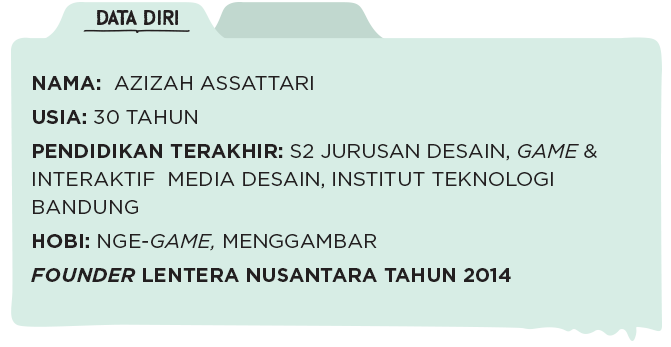 DATA DIRI
NAMA: AZIZAH ASSATTARI
USIA: 30 TAHUN
PENDIDIKAN TERAKHIR: S2 JURUSAN DESAIN, GAME &
INTERAKTIF MEDIA DESAIN, INSTITUT TEKNOLOGI
BANDUNG
HOBI: NGE-GAME, MENGGAMBAR
FOUNDER LENTERA NUSANTARA TAHUN 2014